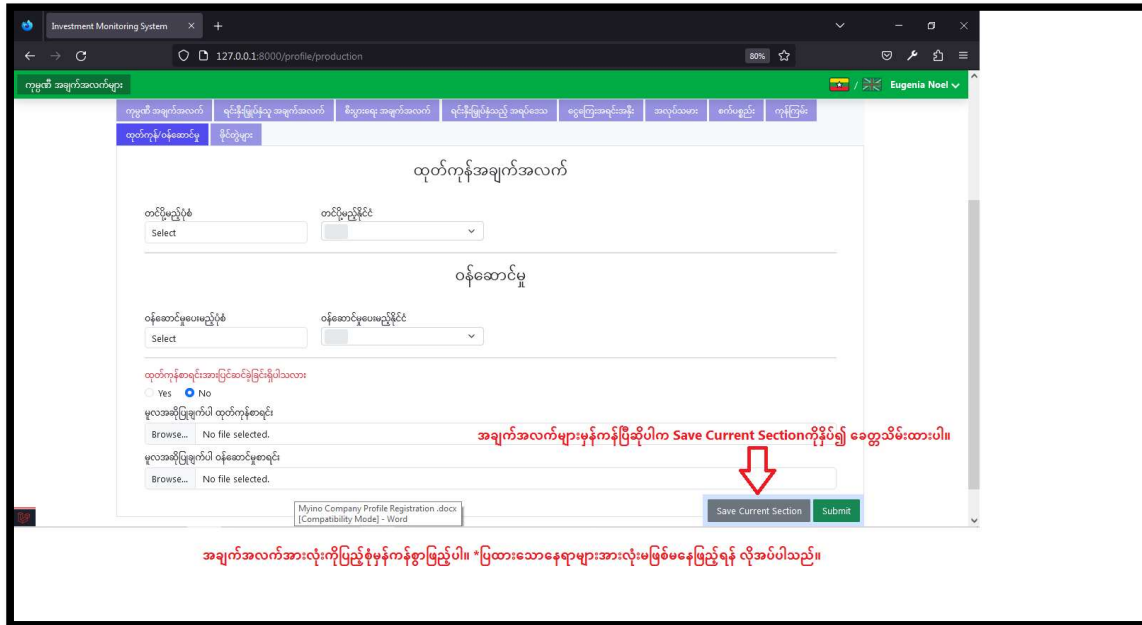 Investment Monitoring System
127.0.0.1:8000/profile/production
80%
ကုမ္ပဏီ အချက်အလက်များ
/
Eugenia Noel
ကုမ္ပဏီ အချက်အလက် ရင်းနှီးမြှုပ်နှံသူ အချက်အလက် စီးပွားရေး အချက်အလက် ရင်းနှီးမြှုပ်နှံသည့် အရပ်ဒေသ ငွေကြေးအရင်းအနှီး အလုပ်သမား စက်ပစ္စည်း ကုန်ကြမ်း
ထုတ်ကုန်/ဝန်ဆောင်မှု ဖိုင်တွဲများ
ထုတ်ကုန်အချက်အလက်
တင်ပို့မည့်ပုံစံ တင်ပို့မည့်နိုင်ငံ
Select
ဝန်ဆောင်မှု
ဝန်ဆောင်မှုပေးမည့်ပုံစံ ဝန်ဆောင်မှုပေးမည့်နိုင်ငံ
Select
ထုတ်ကုန်စာရင်းအားပြင်ဆင်ခဲ့ခြင်းရှိပါသလား
Yes No
မူလအဆိုပြုချက်ပါ ထုတ်ကုန်စာရင်း
Browse... No file selected.
အချက်အလက်များမှန်ကန်ပြီဆိုပါက Save Current Sectionကိုနှိပ်၍ ခေတ္တသိမ်းထားပါ။
မူလအဆိုပြုချက်ပါ ဝန်ဆောင်မှုစာရင်း
Browse... No file selected.
Myino Company Profile Registration .docx
[Compatibility Mode] - Word
Save Current Section Submit
အချက်အလက်အားလုံးကိုပြည့်စုံမှန်ကန်စွာဖြည့်ပါ။ *ပြထားသောနေရာများအားလုံးမဖြစ်မနေဖြည့်ရန် လိုအပ်ပါသည်။